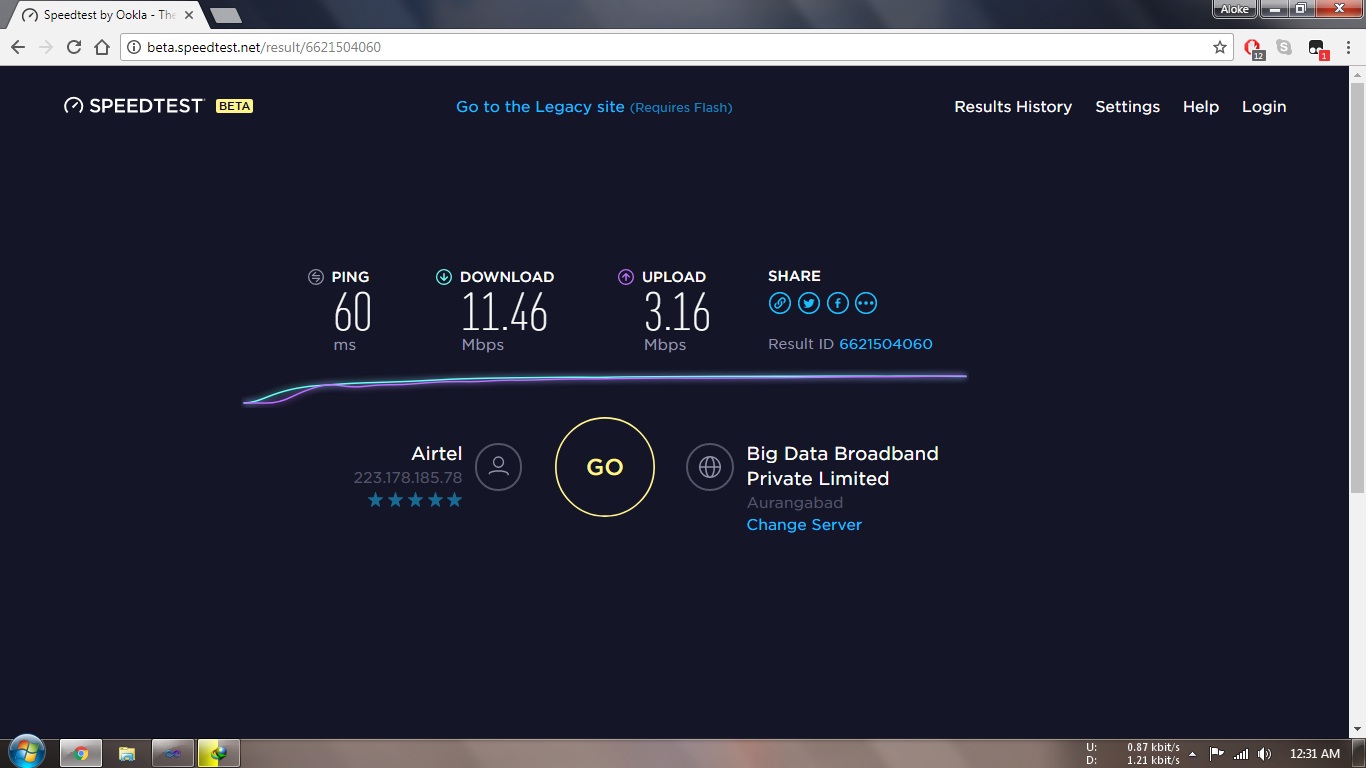 Speedtest by Ookla - The
Aloke
beta.speedtest.net/result/6621504060
12
1
SPEEDTEST BETA
Go to the Legacy site (Requires Flash)
Results History Settings Help Login
PING DOWNLOAD UPLOAD SHARE
60 11.46 3.16
ms Mbps Mbps Result ID 6621504060
Airtel
223.178.185.78
GO
Big Data Broadband
Private Limited
Aurangabad
Change Server
U: 0.87 kbit/s
D: 1.21 kbit/s
12:31 AM